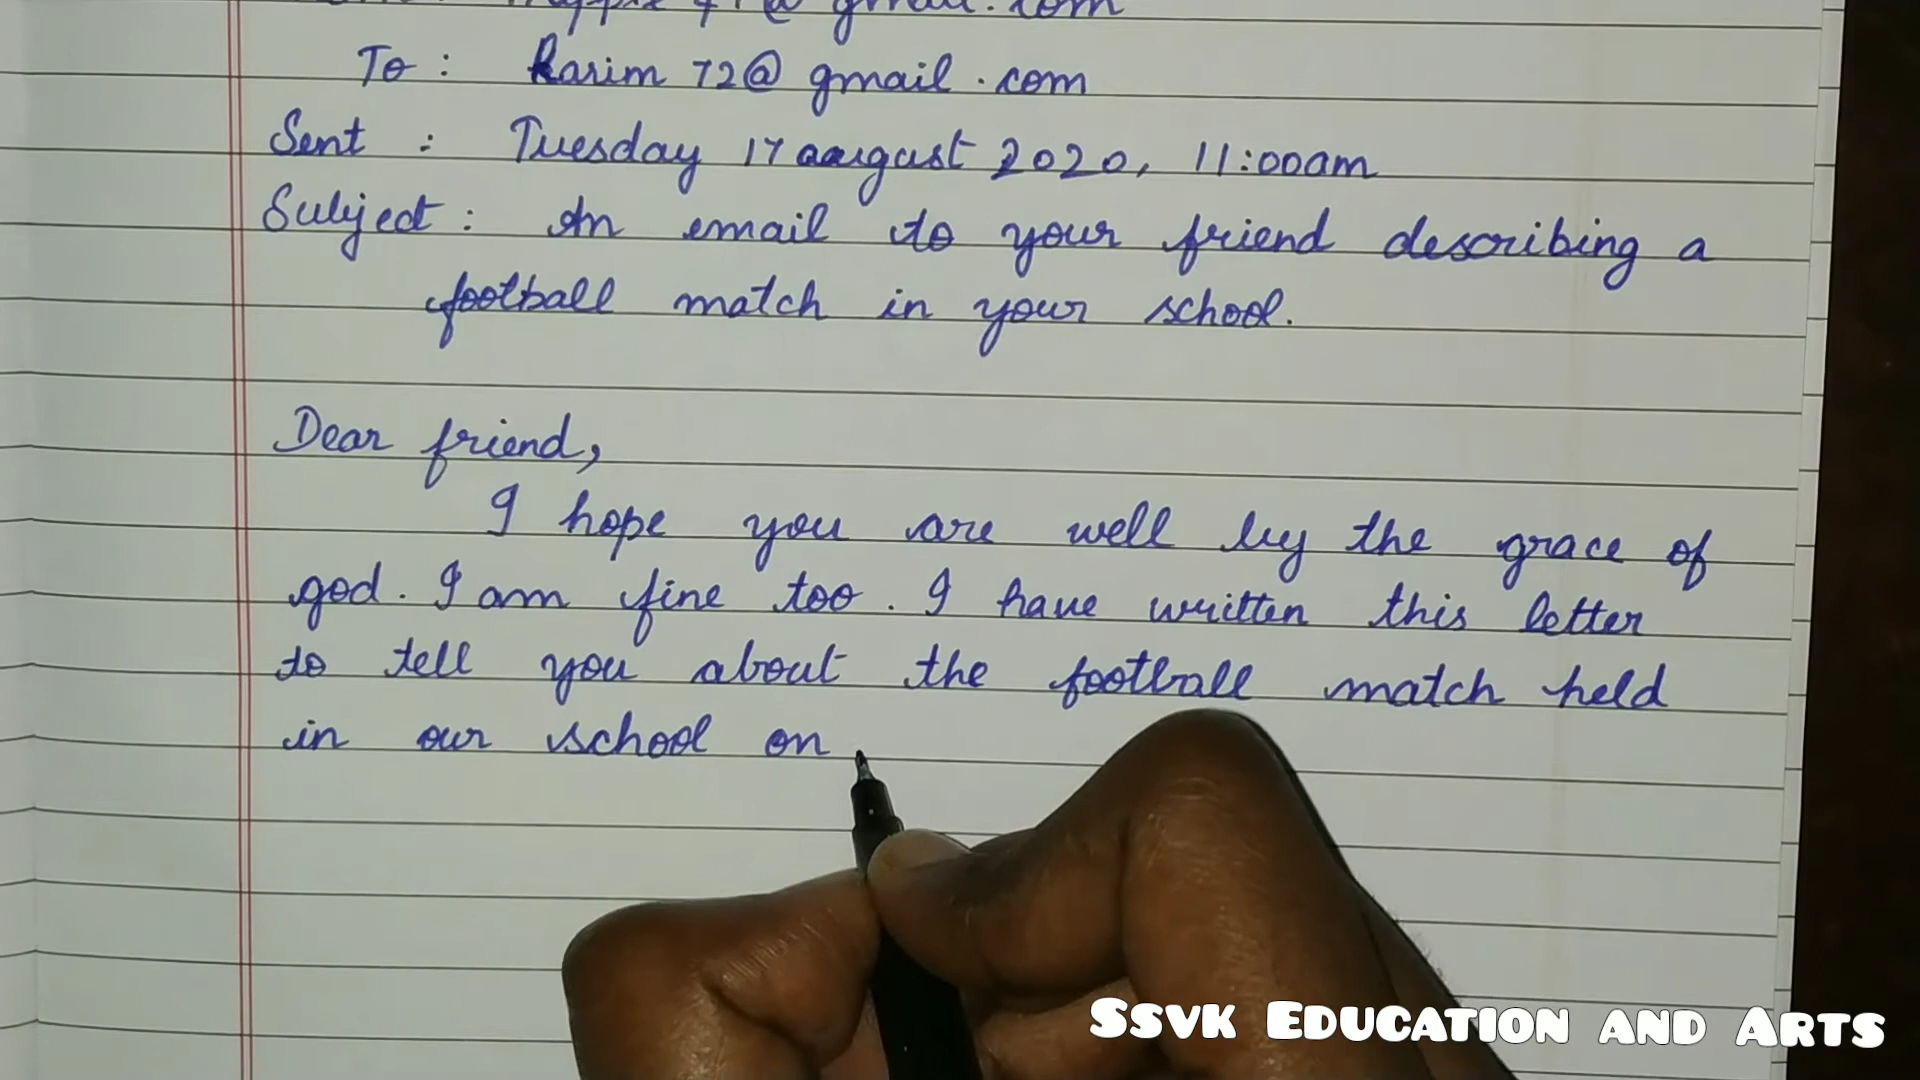 @ gmail.com
To : Karim 72@ gmail.com
Sent : Tuesday 17 august 2020, 11:00am
Subject : An email to your friend describing a
football match in your school.
Dear friend,
I hope you are well by the grace of
god. I am fine too. I have written this letter
to tell you about the football match held
in our school on
SSVK EDUCATION AND ARTS